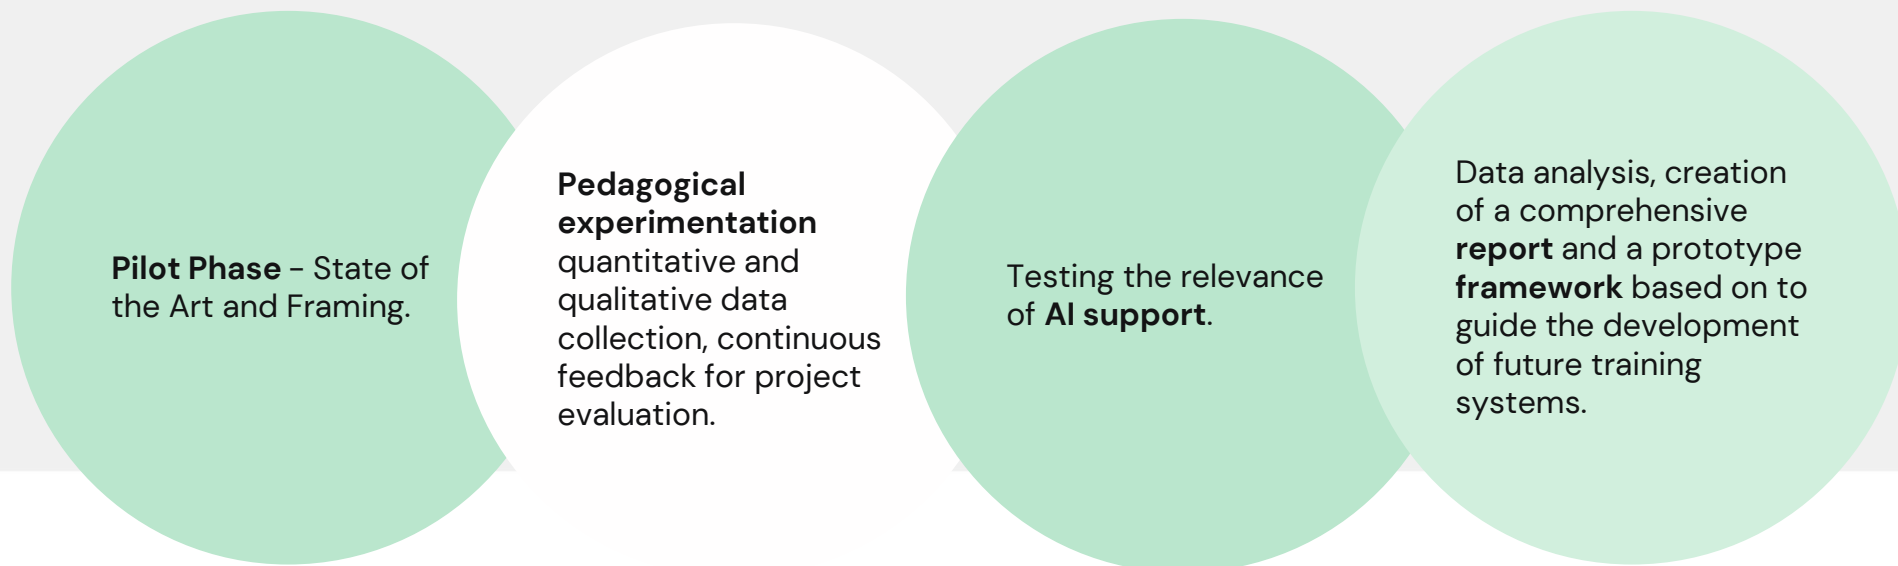 Pilot Phase - State of
the Art and Framing.
Pedagogical
experimentation
quantitative and
qualitative data
collection, continuous
feedback for project
evaluation.
Testing the relevance
of AI support.
Data analysis, creation
of a comprehensive
report and a prototype
framework based on to
guide the development
of future training
systems.